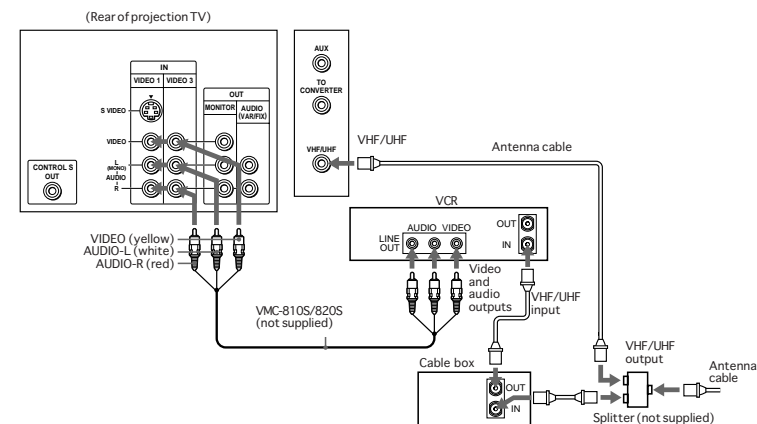 (Rear of projection TV)
IN
VIDEO 1 VIDEO 3
OUT
MONITOR AUDIO
(VAR/FIX)
S VIDEO
VIDEO
L
(MONO)
AUDIO
R
CONTROL S
OUT
AUX
TO
CONVERTER
VHF/UHF
VHF/UHF
Antenna cable
VCR
AUDIO VIDEO
LINE
OUT
OUT
IN
VIDEO (yellow)
AUDIO-L (white)
AUDIO-R (red)
Video
and
audio
outputs
VHF/UHF
input
VMC-810S/820S
(not supplied)
Cable box
OUT
IN
VHF/UHF
output
Antenna
cable
Splitter (not supplied)